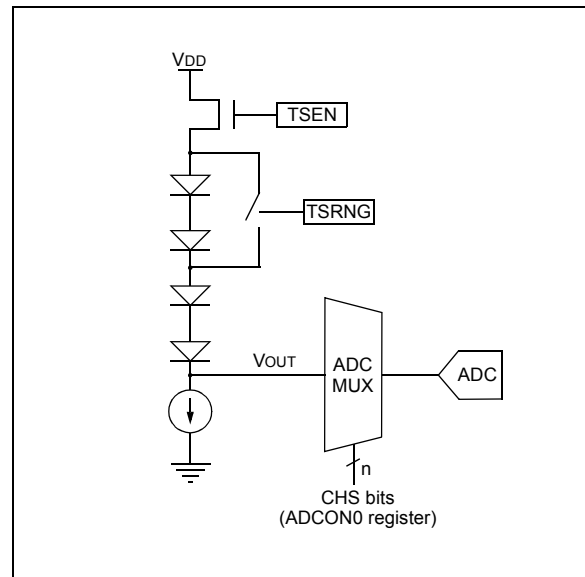 VDD
TSEN
TSRNG
VOUT
ADC
MUX
ADC
n
CHS bits
(ADCON0 register)